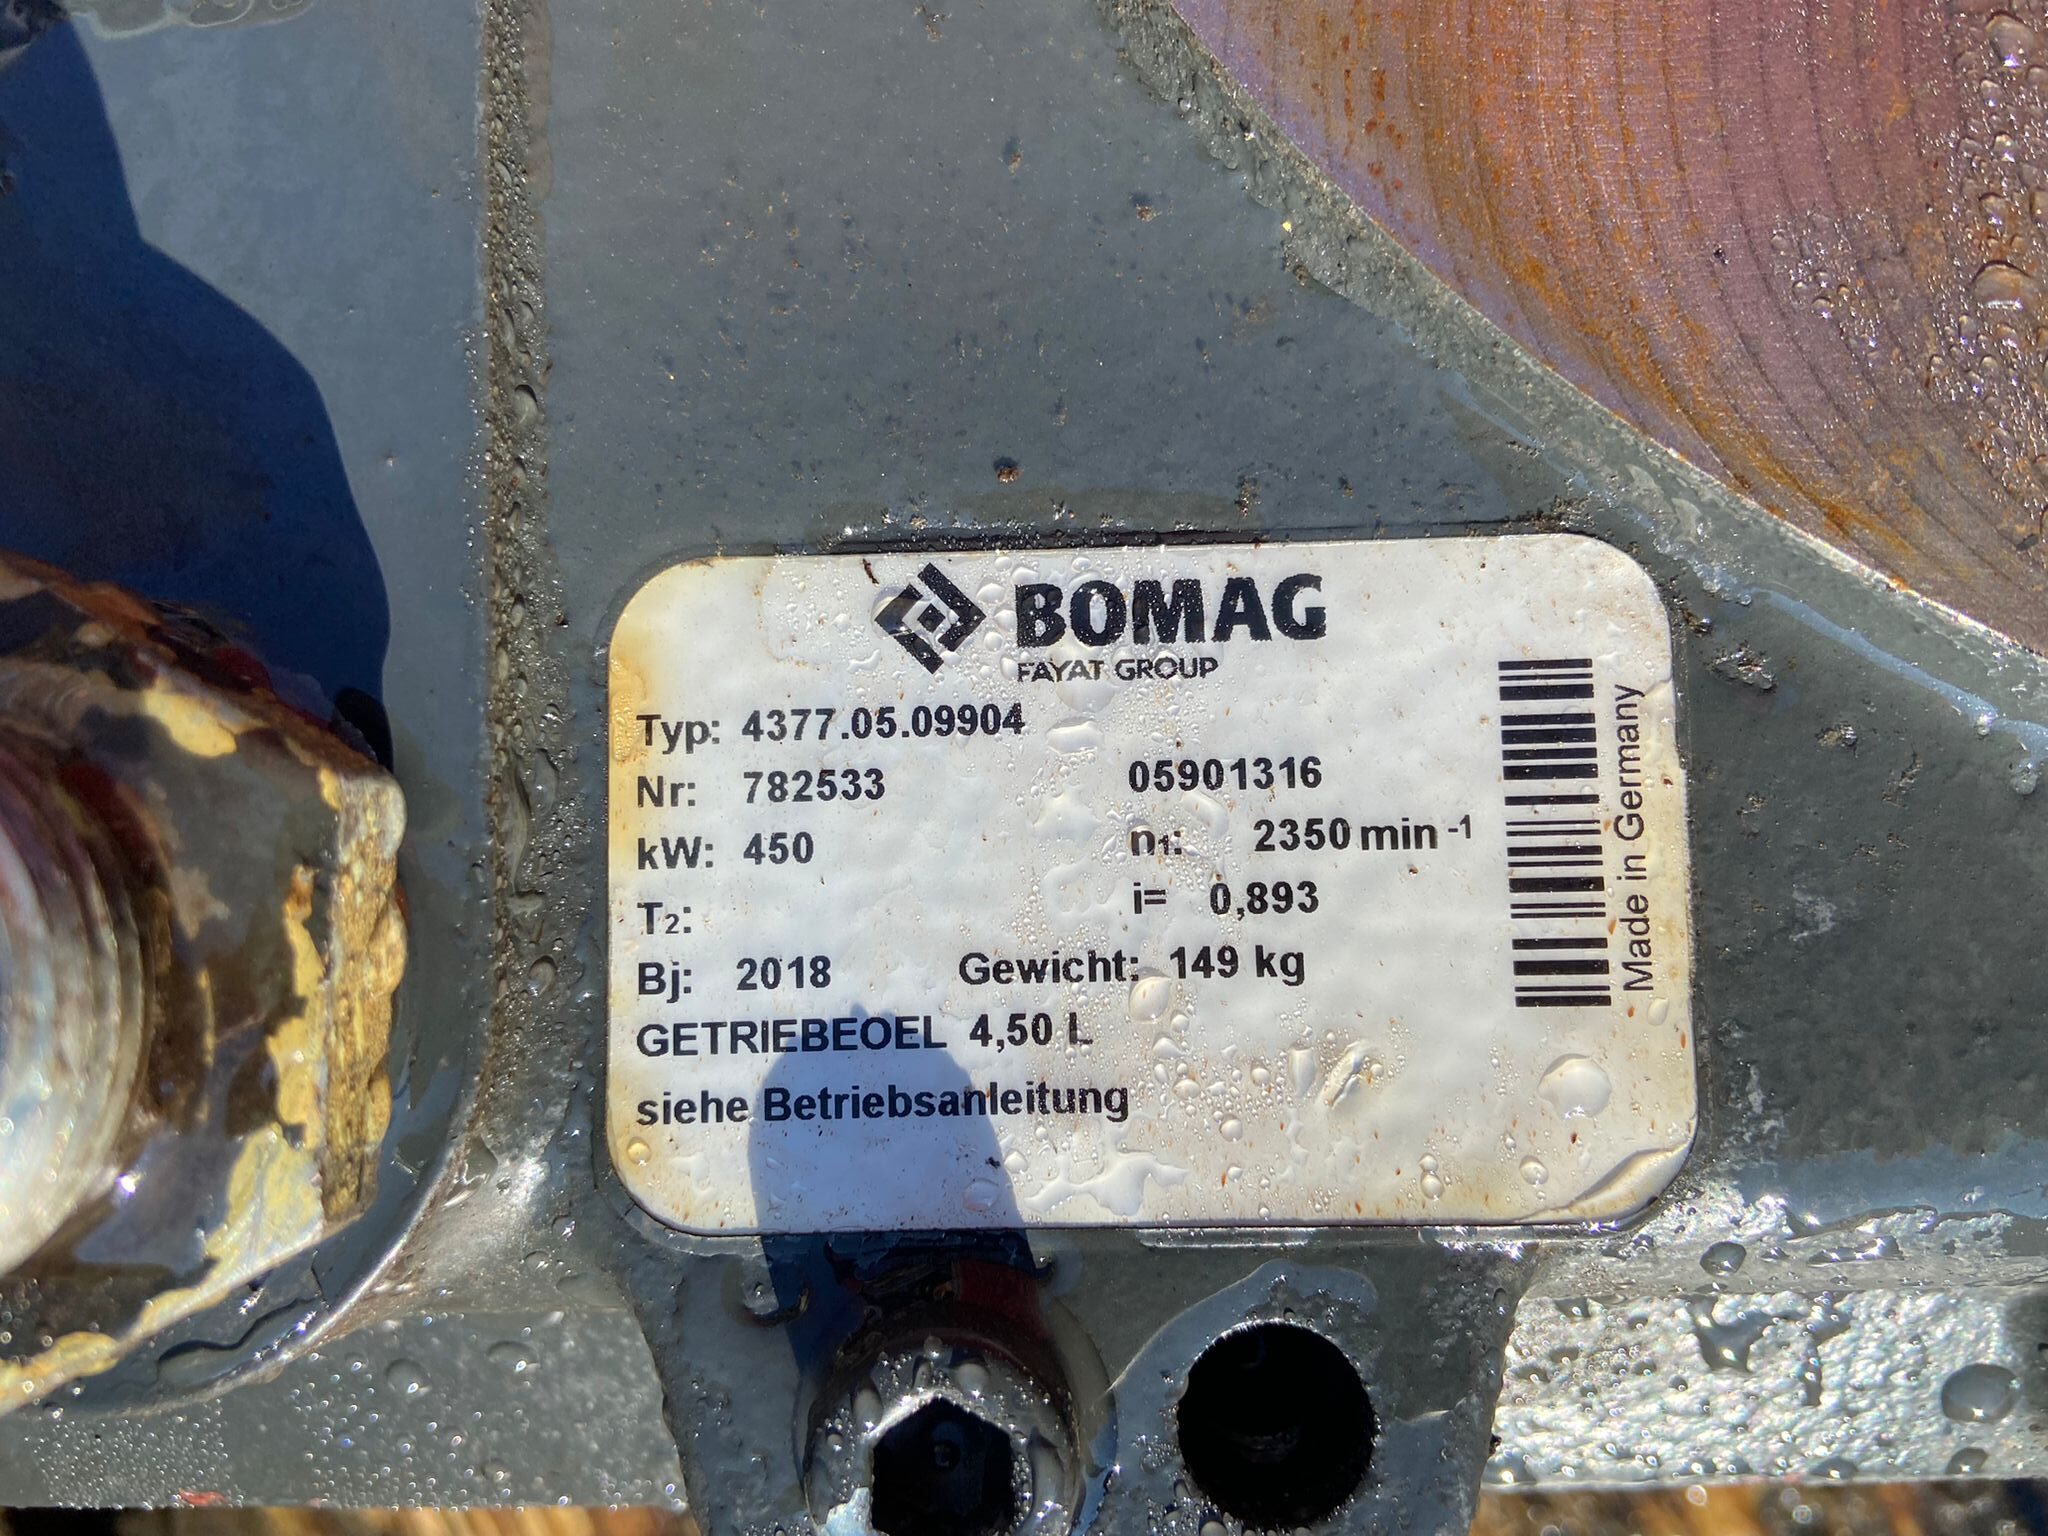 BOMAG
FAYAT GROUP
Typ: 4377.05.09904
Nr: 782533 05901316
kW: 450 n₁: 2350 min⁻¹
T₂: i= 0,893
Bj: 2018 Gewicht: 149 kg
GETRIEBEOEL 4,50 L
siehe Betriebsanleitung
Made in Germany